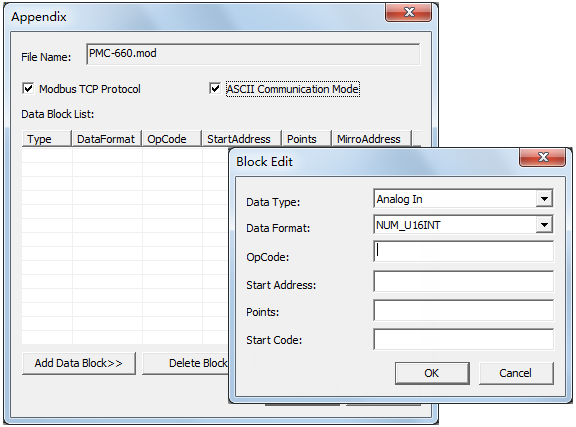 Appendix
File Name: PMC-660.mod
Modbus TCP Protocol ASCII Communication Mode
Data Block List:
Type DataFormat OpCode StartAddress Points MirroAddress
Add Data Block>> Delete Block
Block Edit
Data Type: Analog In
Data Format: NUM_U16INT
OpCode:
Start Address:
Points:
Start Code:
OK Cancel